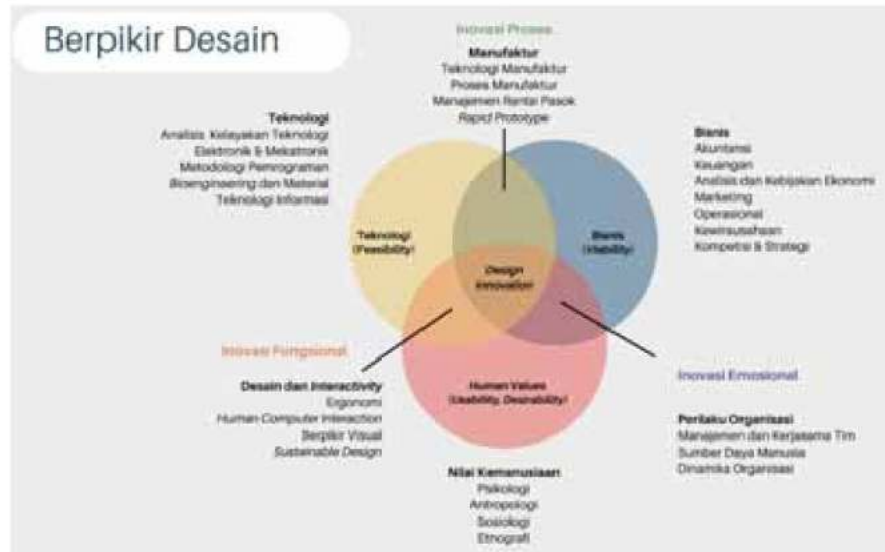 Berpikir Desain
Inovasi Proses
Manufaktur
Teknologi Manufaktur
Proses Manufaktur
Manajemen Rantai Pasok
Rapid Prototype
Teknologi
Analisis Kelayakan Teknologi
Elektronik & Mekatronik
Metodologi Pemrograman
Bioengineering dan Material
Teknologi Informasi
Bisnis
Akuntansi
Keuangan
Analisis dan Kebijakan Ekonomi
Marketing
Operasional
Kewirausahaan
Kompetisi & Strategi
Teknologi
(Feasibility)
Bisnis
(Viability)
Design
Innovation
Human Values
(Usability, Desirability)
Inovasi Fungsional
Desain dan Interactivity
Ergonomi
Human Computer Interaction
Berpikir Visual
Sustainable Design
Inovasi Emosional
Perilaku Organisasi
Manajemen dan Kerjasama Tim
Sumber Daya Manusia
Dinamika Organisasi
Nilai Kemanusiaan
Psikologi
Antropologi
Sosiologi
Etnografi